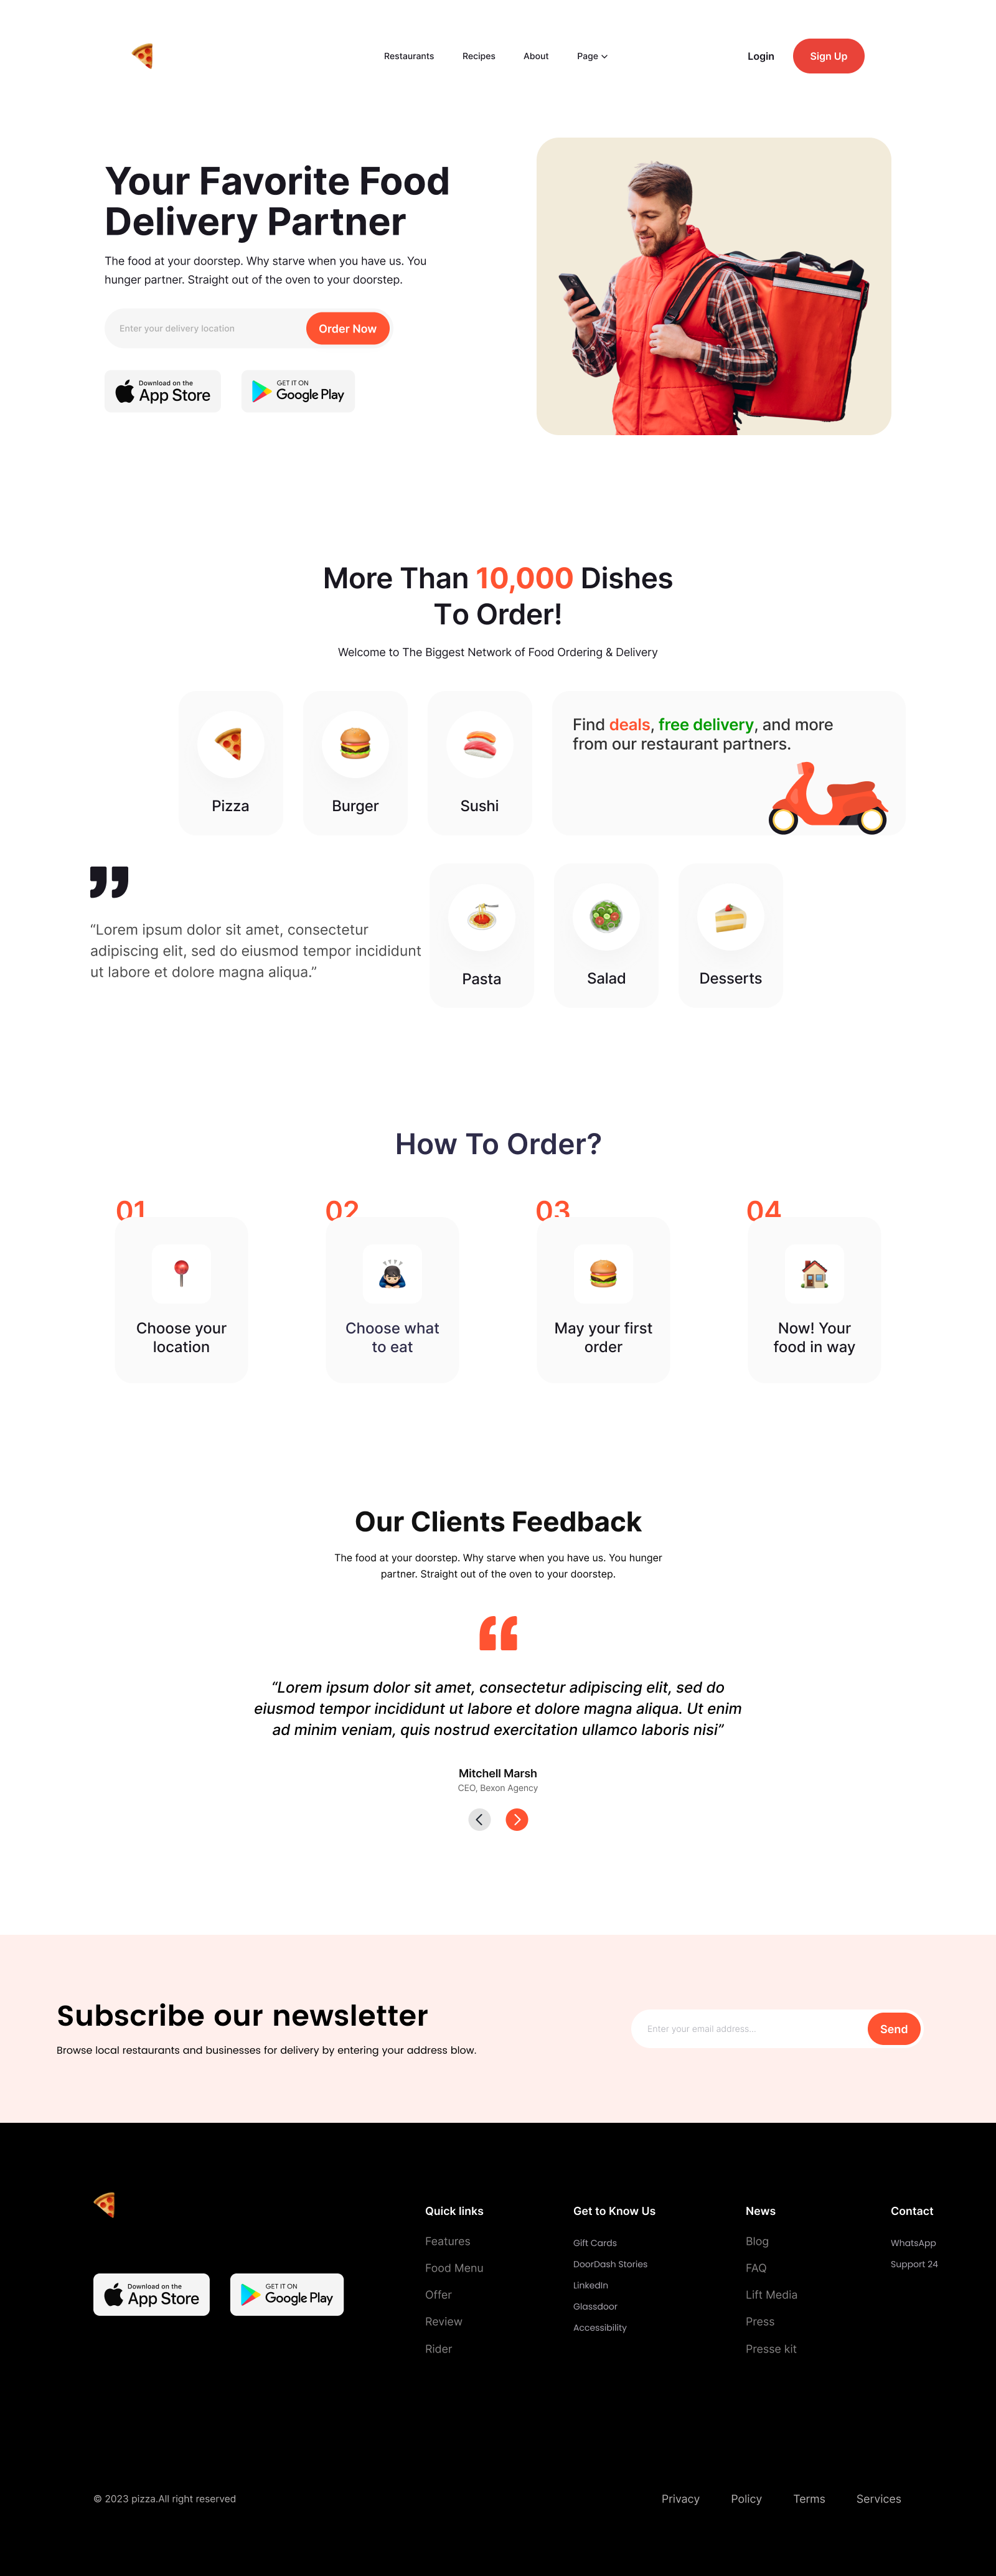 Restaurants
Recipes
About
Page
Login
Sign Up
Your Favorite Food
Delivery Partner
The food at your doorstep. Why starve when you have us. You
hunger partner. Straight out of the oven to your doorstep.
Enter your delivery location
Order Now
Download on the
App Store
GET IT ON
Google Play
More Than 10,000 Dishes
To Order!
Welcome to The Biggest Network of Food Ordering & Delivery
Pizza
Burger
Sushi
Find deals, free delivery, and more
from our restaurant partners.
“Lorem ipsum dolor sit amet, consectetur
adipiscing elit, sed do eiusmod tempor incididunt
ut labore et dolore magna aliqua.”
Pasta
Salad
Desserts
How To Order?
01
02
03
04
Choose your
location
Choose what
to eat
May your first
order
Now! Your
food in way
Our Clients Feedback
The food at your doorstep. Why starve when you have us. You hunger
partner. Straight out of the oven to your doorstep.
“Lorem ipsum dolor sit amet, consectetur adipiscing elit, sed do
eiusmod tempor incididunt ut labore et dolore magna aliqua. Ut enim
ad minim veniam, quis nostrud exercitation ullamco laboris nisi”
Mitchell Marsh
CEO, Bexon Agency
Subscribe our newsletter
Browse local restaurants and businesses for delivery by entering your address blow.
Enter your email address...
Send
Download on the
App Store
GET IT ON
Google Play
Quick links
Features
Food Menu
Offer
Review
Rider
Get to Know Us
Gift Cards
DoorDash Stories
LinkedIn
Glassdoor
Accessibility
News
Blog
FAQ
Lift Media
Press
Presse kit
Contact
WhatsApp
Support 24
© 2023 pizza.All right reserved
Privacy
Policy
Terms
Services